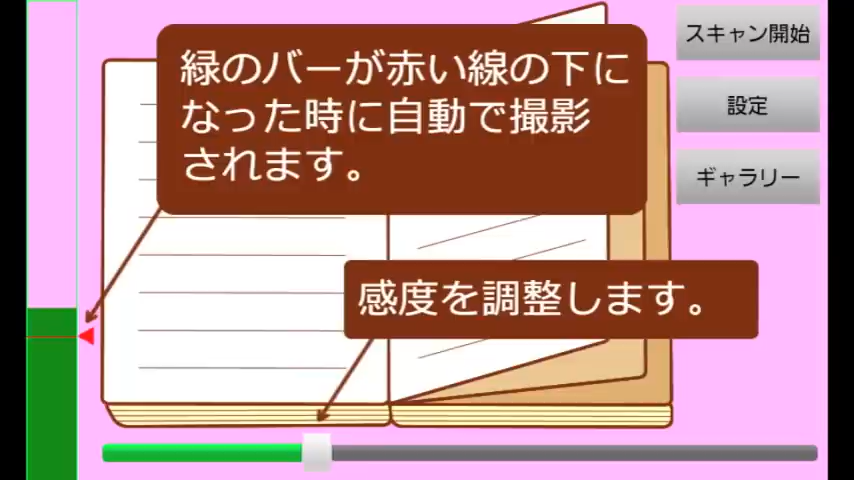 緑のバーが赤い線の下に
なった時に自動で撮影
されます。
感度を調整します。
スキャン開始
設定
ギャラリー